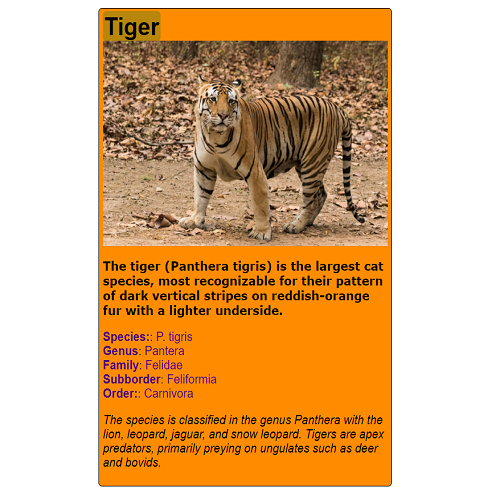 Tiger
The tiger (Panthera tigris) is the largest cat
species, most recognizable for their pattern
of dark vertical stripes on reddish-orange
fur with a lighter underside.
Species:: P. tigris
Genus: Pantera
Family: Felidae
Subborder: Feliformia
Order:: Carnivora
The species is classified in the genus Panthera with the
lion, leopard, jaguar, and snow leopard. Tigers are apex
predators, primarily preying on ungulates such as deer
and bovids.